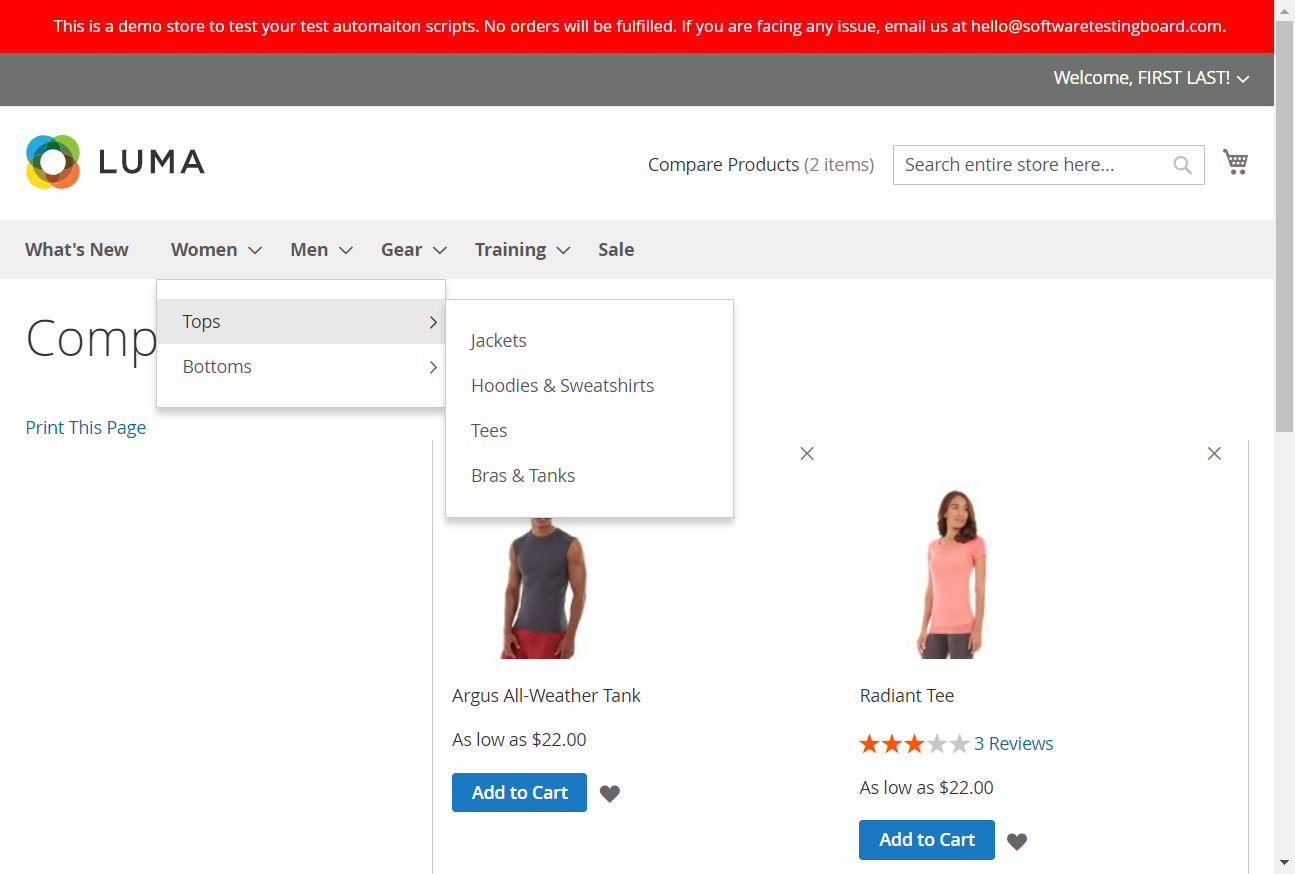 This is a demo store to test your test automaiton scripts. No orders will be fulfilled. If you are facing any issue, email us at hello@softwaretestingboard.com.
Welcome, FIRST LAST!
LUMA
Compare Products (2 items)
Search entire store here...
What's New
Women
Men
Gear
Training
Sale
Comp
Tops
Bottoms
Jackets
Hoodies & Sweatshirts
Tees
Bras & Tanks
Print This Page
Argus All-Weather Tank
As low as $22.00
Add to Cart
Radiant Tee
3 Reviews
As low as $22.00
Add to Cart